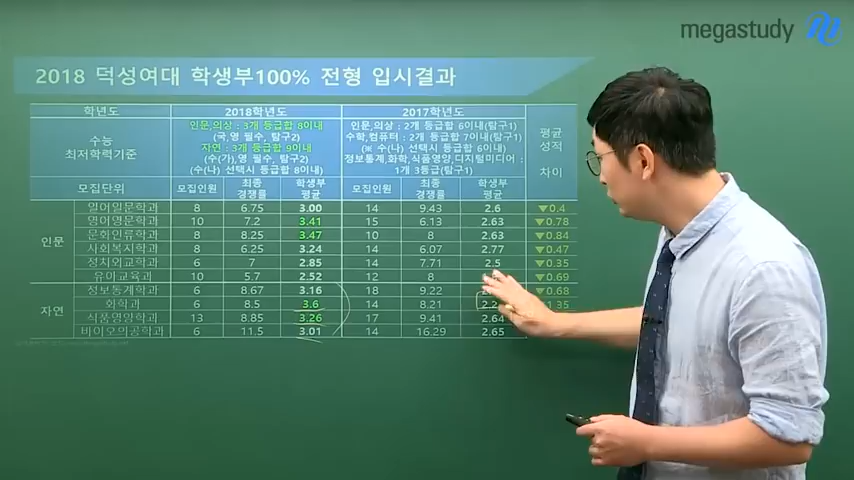 megastudy
2018 덕성여대 학생부100% 전형 입시결과
학년도 2018학년도 2017학년도 평균 성적 차이
수능 최저학력기준
인문,의상 : 3개 등급합 8이내
(국,영 필수, 탐구2)
자연 : 3개 등급합 9이내
(수(가),영 필수, 탐구2)
(수(나) 선택시 등급합 8이내)
인문,의상 : 2개 등급합 6이내(탐구1)
수학,컴퓨터 : 2개 등급합 7이내(탐구1)
(※ 수(나) 선택시 등급합 6이내)
정보통계,화학,식품영양,디지털미디어 :
1개 3등급(탐구1)
모집단위 모집인원 최종 경쟁률 학생부 평균 모집인원 최종 경쟁률 학생부 평균
인문
일어일문학과 8 6.75 3.00 14 9.43 2.6 ▼0.4
영어영문학과 10 7.2 3.41 15 6.13 2.63 ▼0.78
문화인류학과 8 8.25 3.47 10 8 2.63 ▼0.84
사회복지학과 8 6.25 3.24 14 6.07 2.77 ▼0.47
정치외교학과 6 7 2.85 14 7.71 2.5 ▼0.35
유아교육과 10 5.7 2.52 12 8 ▼0.69
자연
정보통계학과 6 8.67 3.16 18 9.22 ▼0.68
화학과 6 8.5 3.6 14 8.21 1.35
식품영양학과 13 8.85 3.26 17 9.41 2.64
바이오의공학과 6 11.5 3.01 14 16.29 2.65